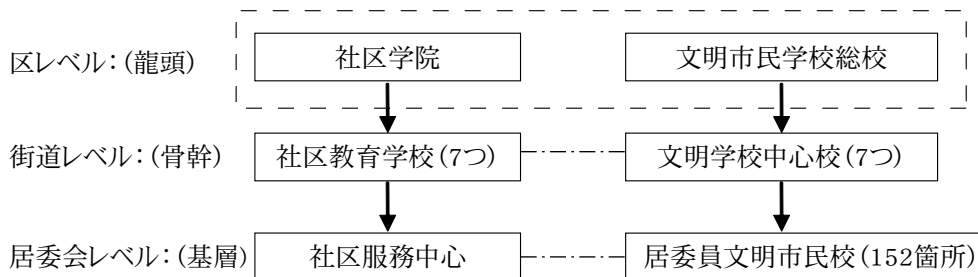 区レベル：(龍頭) 社区学院 文明市民学校総校
街道レベル：(骨幹) 社区教育学校(7つ) 文明学校中心校(7つ)
居委会レベル：(基層) 社区服務中心 居委員文明市民校(152箇所)